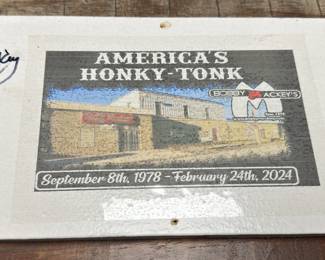 AMERICA'S
HONKY-TONK
BOBBY MACKEY'S
September 8th, 1978 - February 24th, 2024